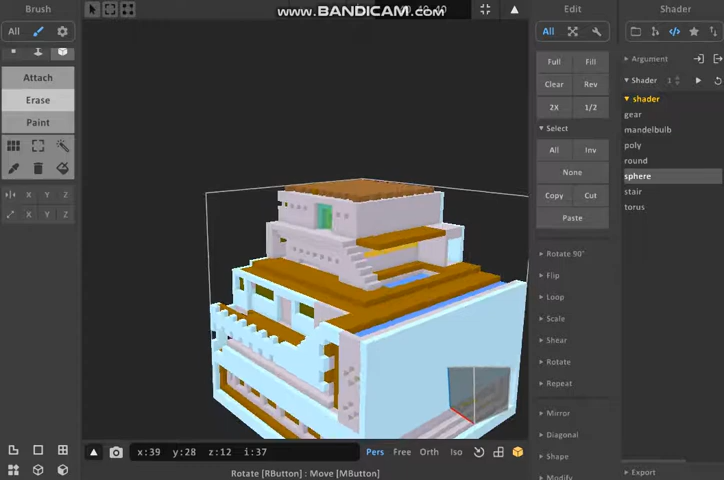 Brush
www.BANDICAM.com
Edit
Shader
All
All
Attach
Erase
Paint
X Y Z
X Y Z
Full Fill
Clear Rev
2X 1/2
Select
All Inv
None
Copy Cut
Paste
Rotate 90°
Flip
Loop
Scale
Shear
Rotate
Repeat
Mirror
Diagonal
Shape
Modify
Argument
Shader 1
shader
gear
mandelbulb
poly
round
sphere
stair
torus
Export
x:39 y:28 z:12 i:37
Pers Free Orth Iso
Rotate [RButton] : Move [MButton]